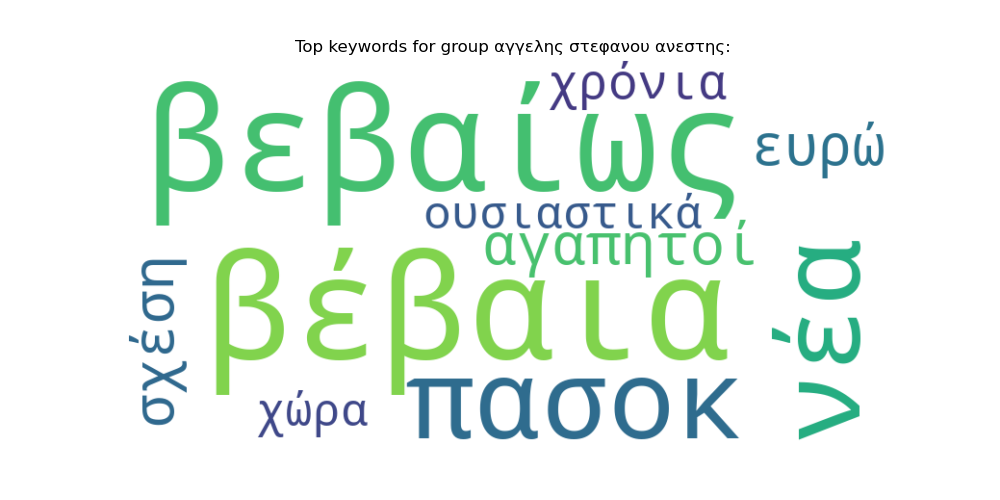 Top keywords for group αγγελης στεφανου ανεστης:
χρόνια
βεβαίως
ευρώ
ουσιαστικά
αγαπητοί
σχέση
βέβαια
νέα
χώρα
πασοκ